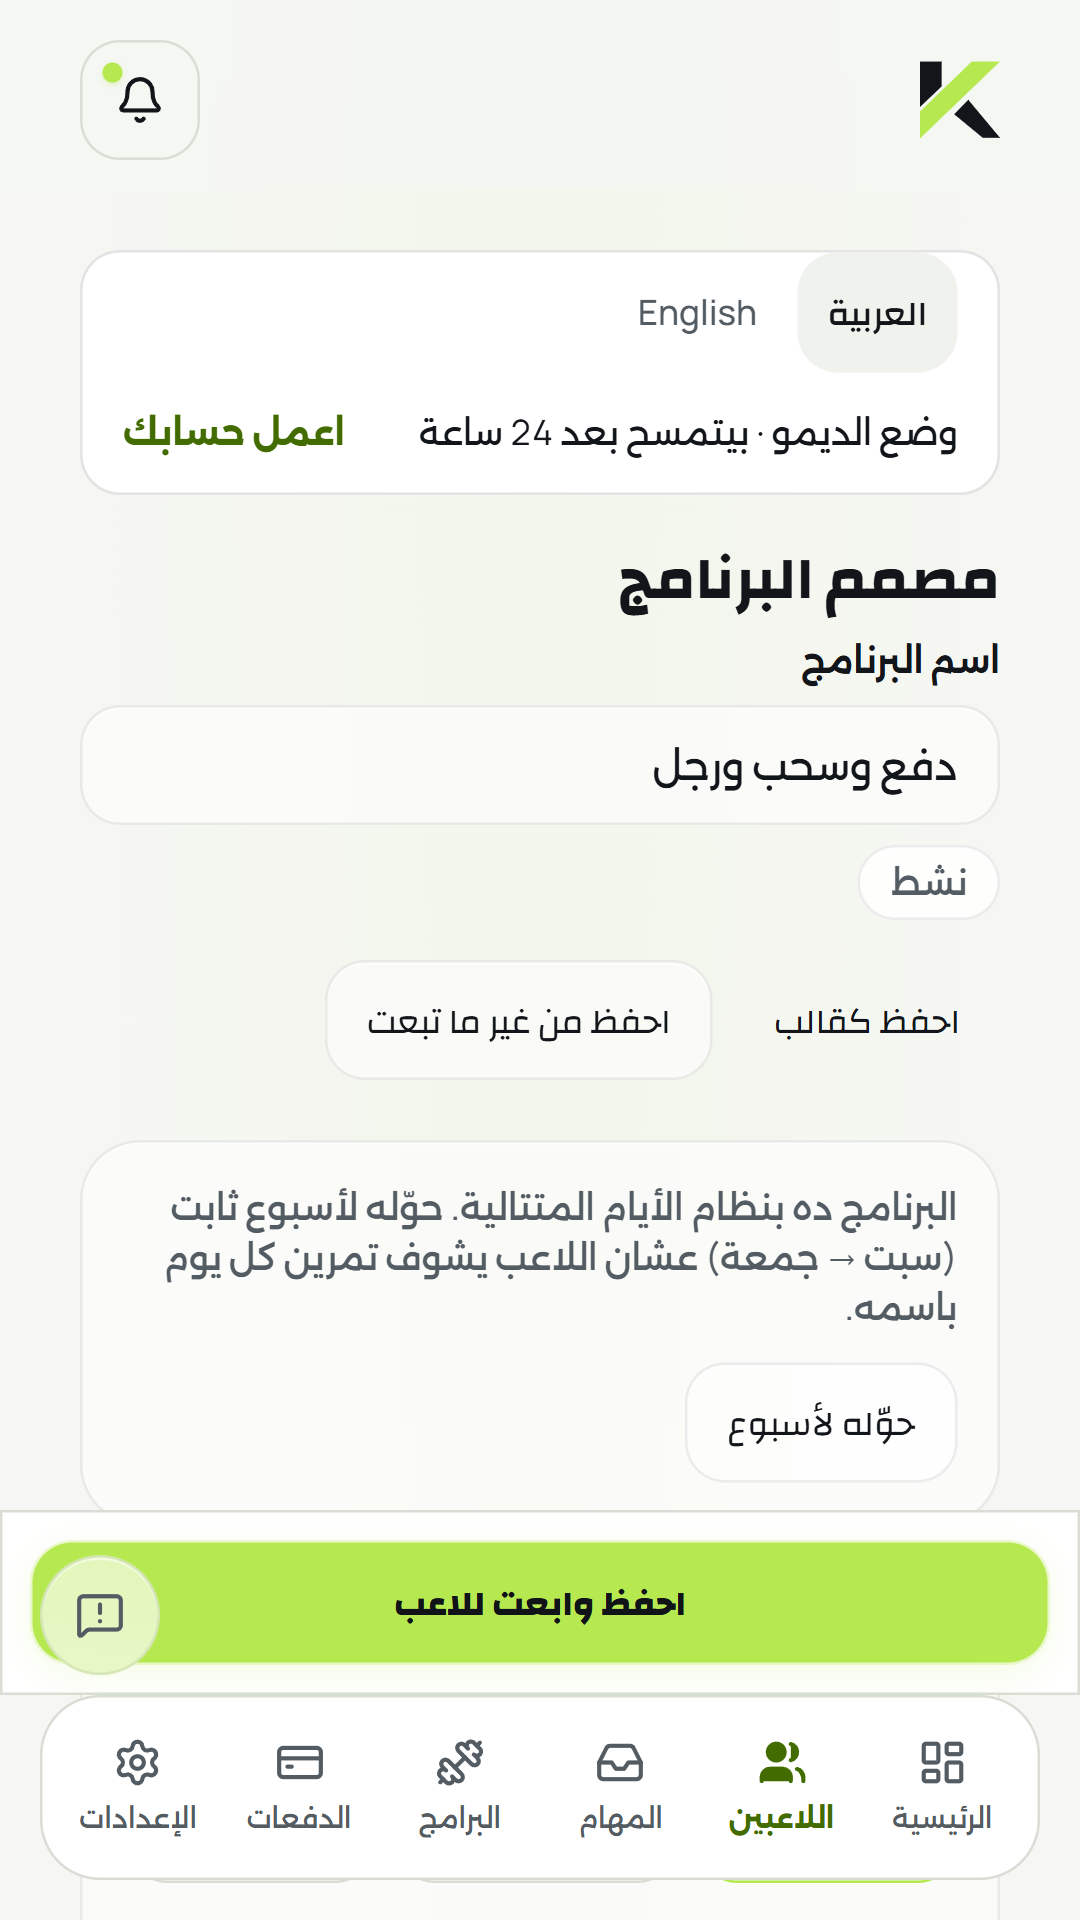 العربية
English
وضع الديمو · بيتمسح بعد 24 ساعة
اعمل حسابك
مصمم البرنامج
اسم البرنامج
دفع وسحب ورجل
نشط
احفظ كقالب
احفظ من غير ما تبعت
البرنامج ده بنظام الأيام المتتالية. حوّله لأسبوع ثابت
(سبت → جمعة) عشان اللاعب يشوف تمرين كل يوم
باسمه.
حوّله لأسبوع
احفظ وابعت للاعب
الرئيسية
اللاعبين
المهام
البرامج
الدفعات
الإعدادات